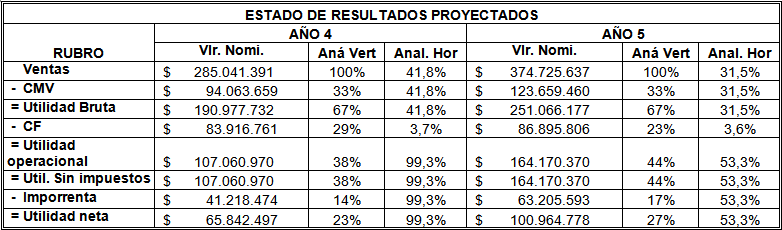 ESTADO DE RESULTADOS PROYECTADOS
RUBRO AÑO 4 AÑO 5
Vlr. Nomi. Aná Vert Anal. Hor Vlr. Nomi. Aná Vert Anal. Hor
Ventas $ 285.041.391 100% 41,8% $ 374.725.637 100% 31,5%
- CMV $ 94.063.659 33% 41,8% $ 123.659.460 33% 31,5%
= Utilidad Bruta $ 190.977.732 67% 41,8% $ 251.066.177 67% 31,5%
- CF $ 83.916.761 29% 3,7% $ 86.895.806 23% 3,6%
= Utilidad
operacional $ 107.060.970 38% 99,3% $ 164.170.370 44% 53,3%
= Util. Sin impuestos $ 107.060.970 38% 99,3% $ 164.170.370 44% 53,3%
- Imporrenta $ 41.218.474 14% 99,3% $ 63.205.593 17% 53,3%
= Utilidad neta $ 65.842.497 23% 99,3% $ 100.964.778 27% 53,3%